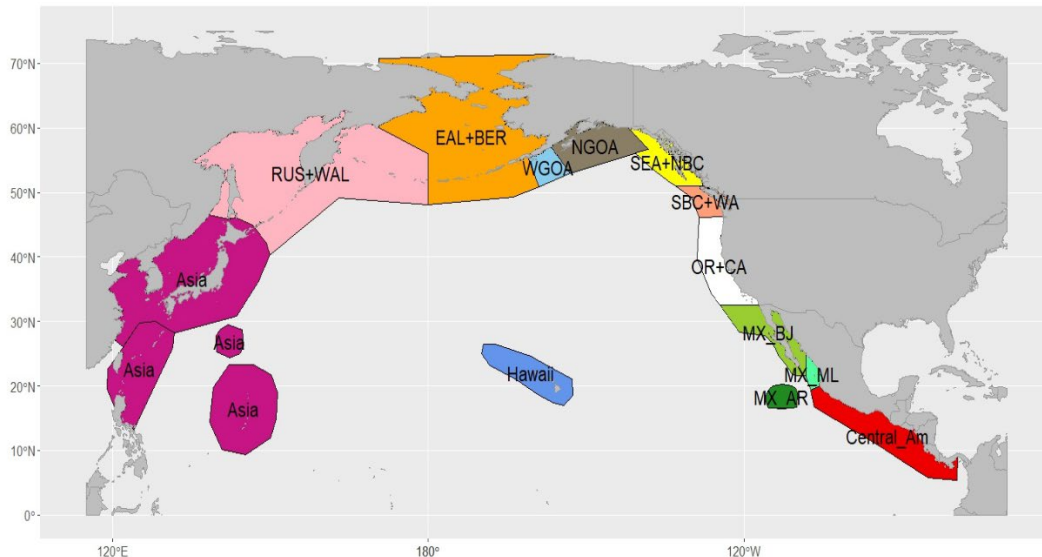 70°
60°
50°N
40°N
30°N
20°N
10°N
0°
120°E
180°
120°W
EAL+BER
NGOA
WGOA
SEA+NBC
RUS+WAL
SBC+WA
OR+CA
Asia
MX_BJ
Asia
Hawaii
MX_ML
MX_AR
Asia
Central_Am